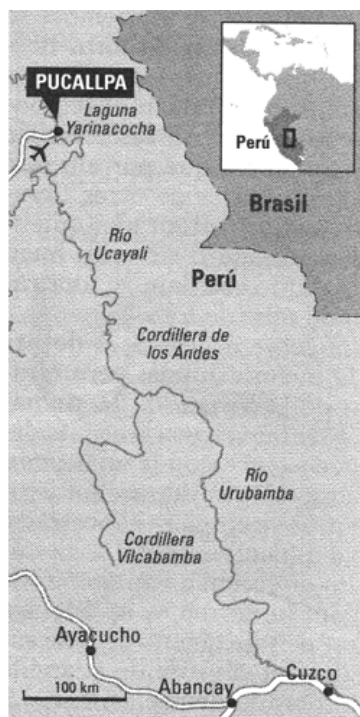 PUCALLPA
Laguna
Yarinacocha
Perú
Brasil
Río
Ucayali
Perú
Cordillera de
los Andes
Río
Urubamba
Cordillera
Vilcabamba
Ayacucho
Cuzco
Abancay
100 km